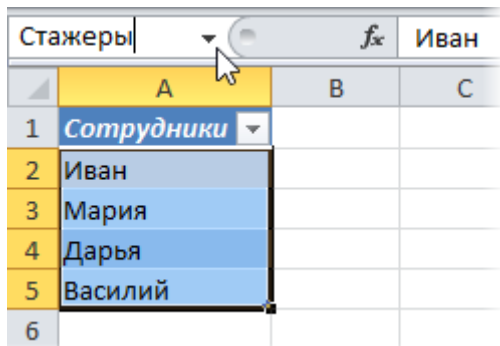 Стажеры fx Иван
A B C
1 Сотрудники
2 Иван
3 Мария
4 Дарья
5 Василий
6